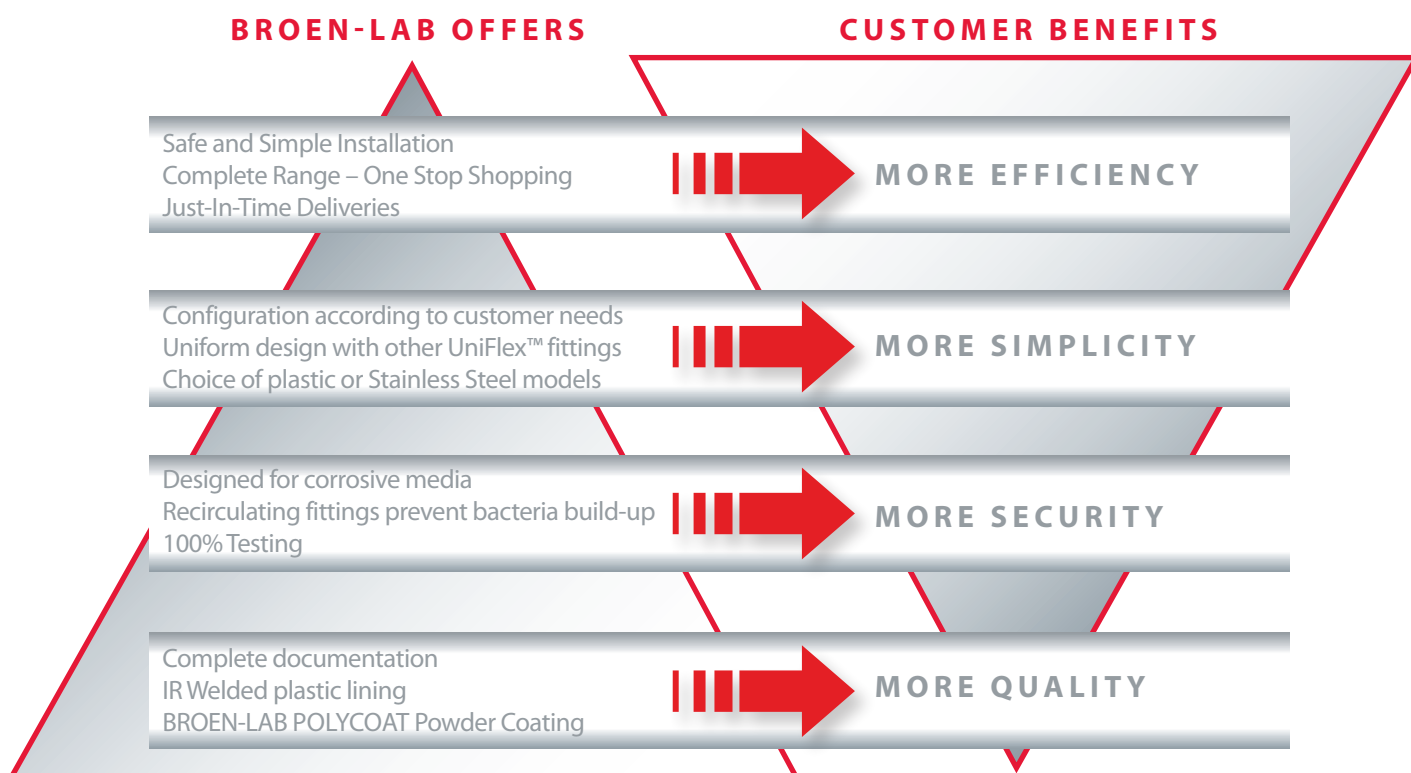 BROEN-LAB OFFERS
CUSTOMER BENEFITS
Safe and Simple Installation
Complete Range – One Stop Shopping
Just-In-Time Deliveries
MORE EFFICIENCY
Configuration according to customer needs
Uniform design with other UniFlex™ fittings
Choice of plastic or Stainless Steel models
MORE SIMPLICITY
Designed for corrosive media
Recirculating fittings prevent bacteria build-up
100% Testing
MORE SECURITY
Complete documentation
IR Welded plastic lining
BROEN-LAB POLYCOAT Powder Coating
MORE QUALITY